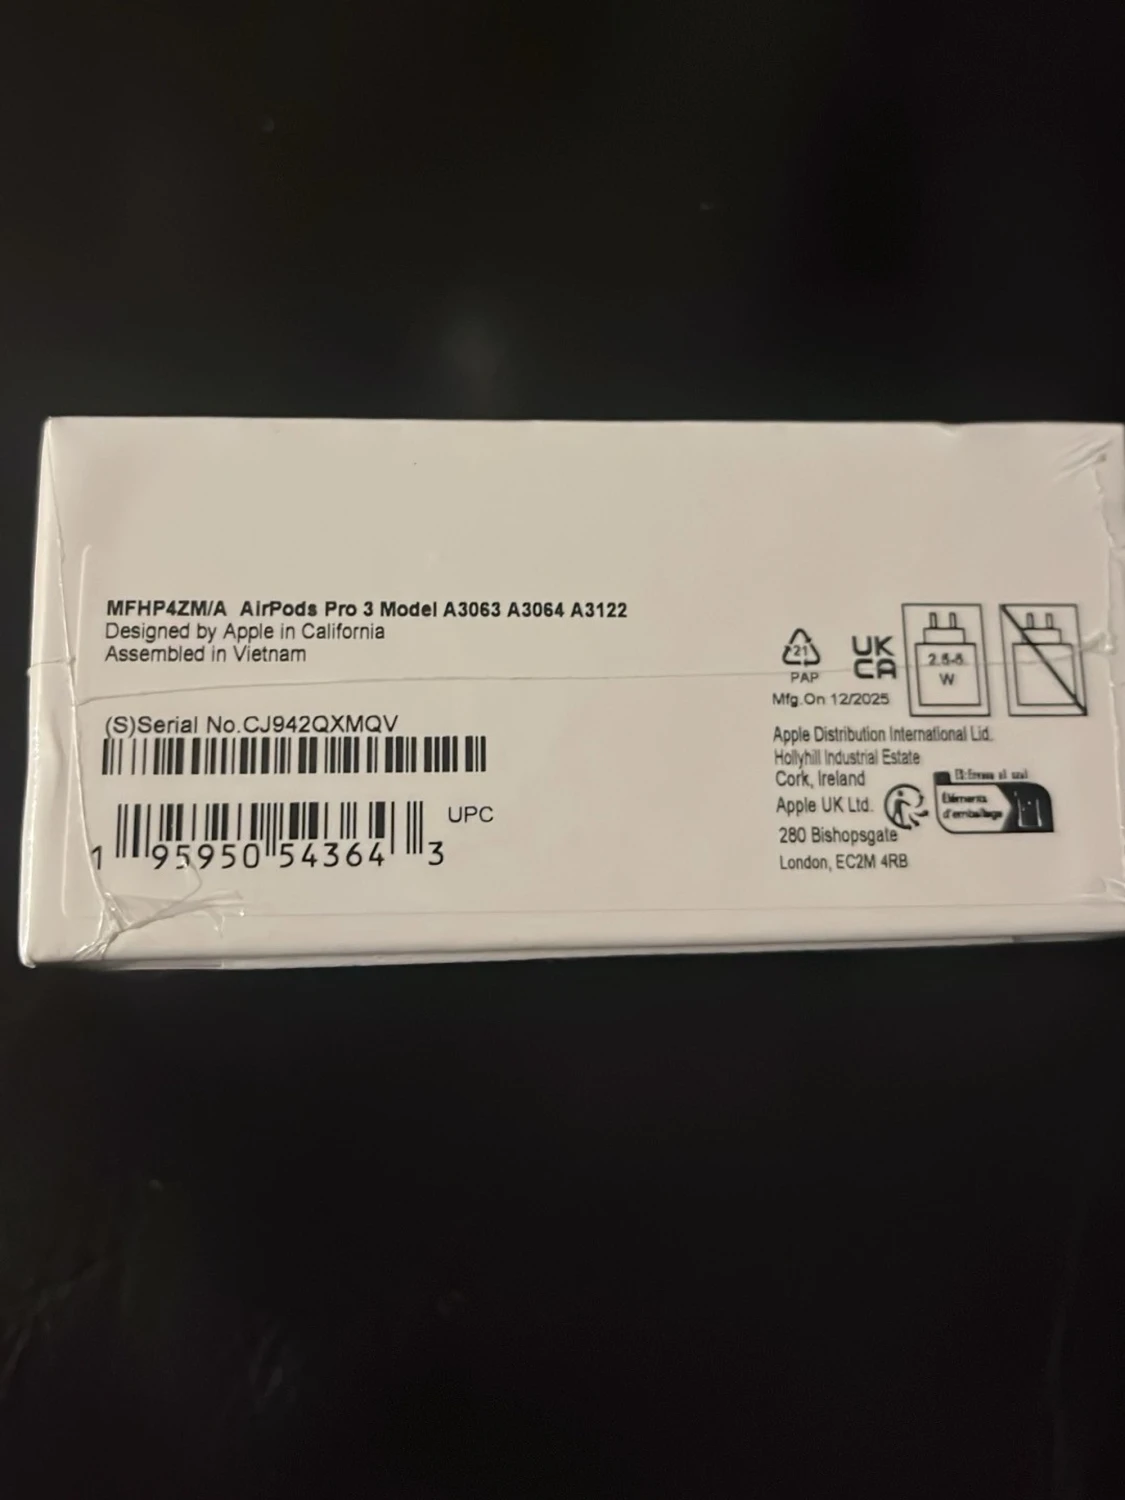 MFHP4ZM/A AirPods Pro 3 Model A3063 A3064 A3122
Designed by Apple in California
Assembled in Vietnam
(S)Serial No.CJ942QXMQV
1 95950 54364 3
UPC
21
PAP
UK
CA
2.5-5
W
Mfg.On 12/2025
Apple Distribution International Ltd.
Hollyhill Industrial Estate
Cork, Ireland
Apple UK Ltd.
280 Bishopsgate
London, EC2M 4RB
Éléments
d'emballage